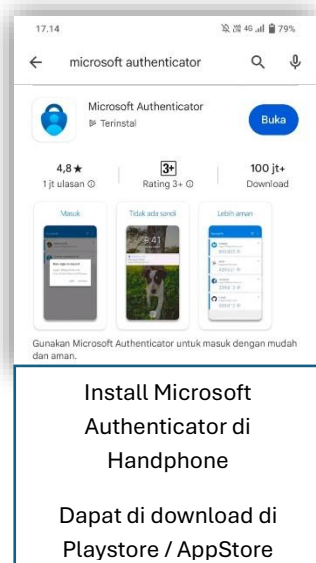 17.14
4G 79%
microsoft authenticator
Microsoft Authenticator
Terinstal
Buka
4,8★
1 jt ulasan
3+
Rating 3+
100 jt+
Download
Masuk
Tidak ada sandi
Lebih aman
9:41
Gunakan Microsoft Authenticator untuk masuk dengan mudah
dan aman.
Install Microsoft
Authenticator di
Handphone
Dapat di download di
Playstore / AppStore